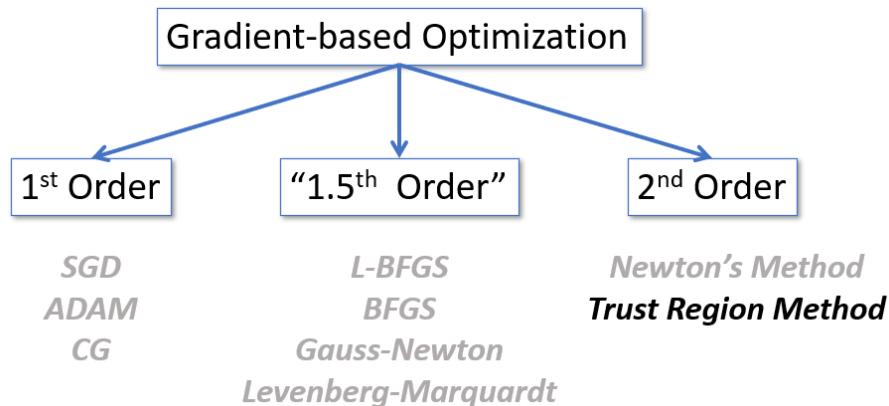 Gradient-based Optimization
1st Order
"1.5th Order"
2nd Order
SGD
ADAM
CG
L-BFGS
BFGS
Gauss-Newton
Levenberg-Marquardt
Newton's Method
Trust Region Method